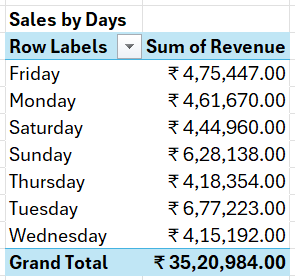 Sales by Days
Row Labels Sum of Revenue
Friday ₹ 4,75,447.00
Monday ₹ 4,61,670.00
Saturday ₹ 4,44,960.00
Sunday ₹ 6,28,138.00
Thursday ₹ 4,18,354.00
Tuesday ₹ 6,77,223.00
Wednesday ₹ 4,15,192.00
Grand Total ₹ 35,20,984.00